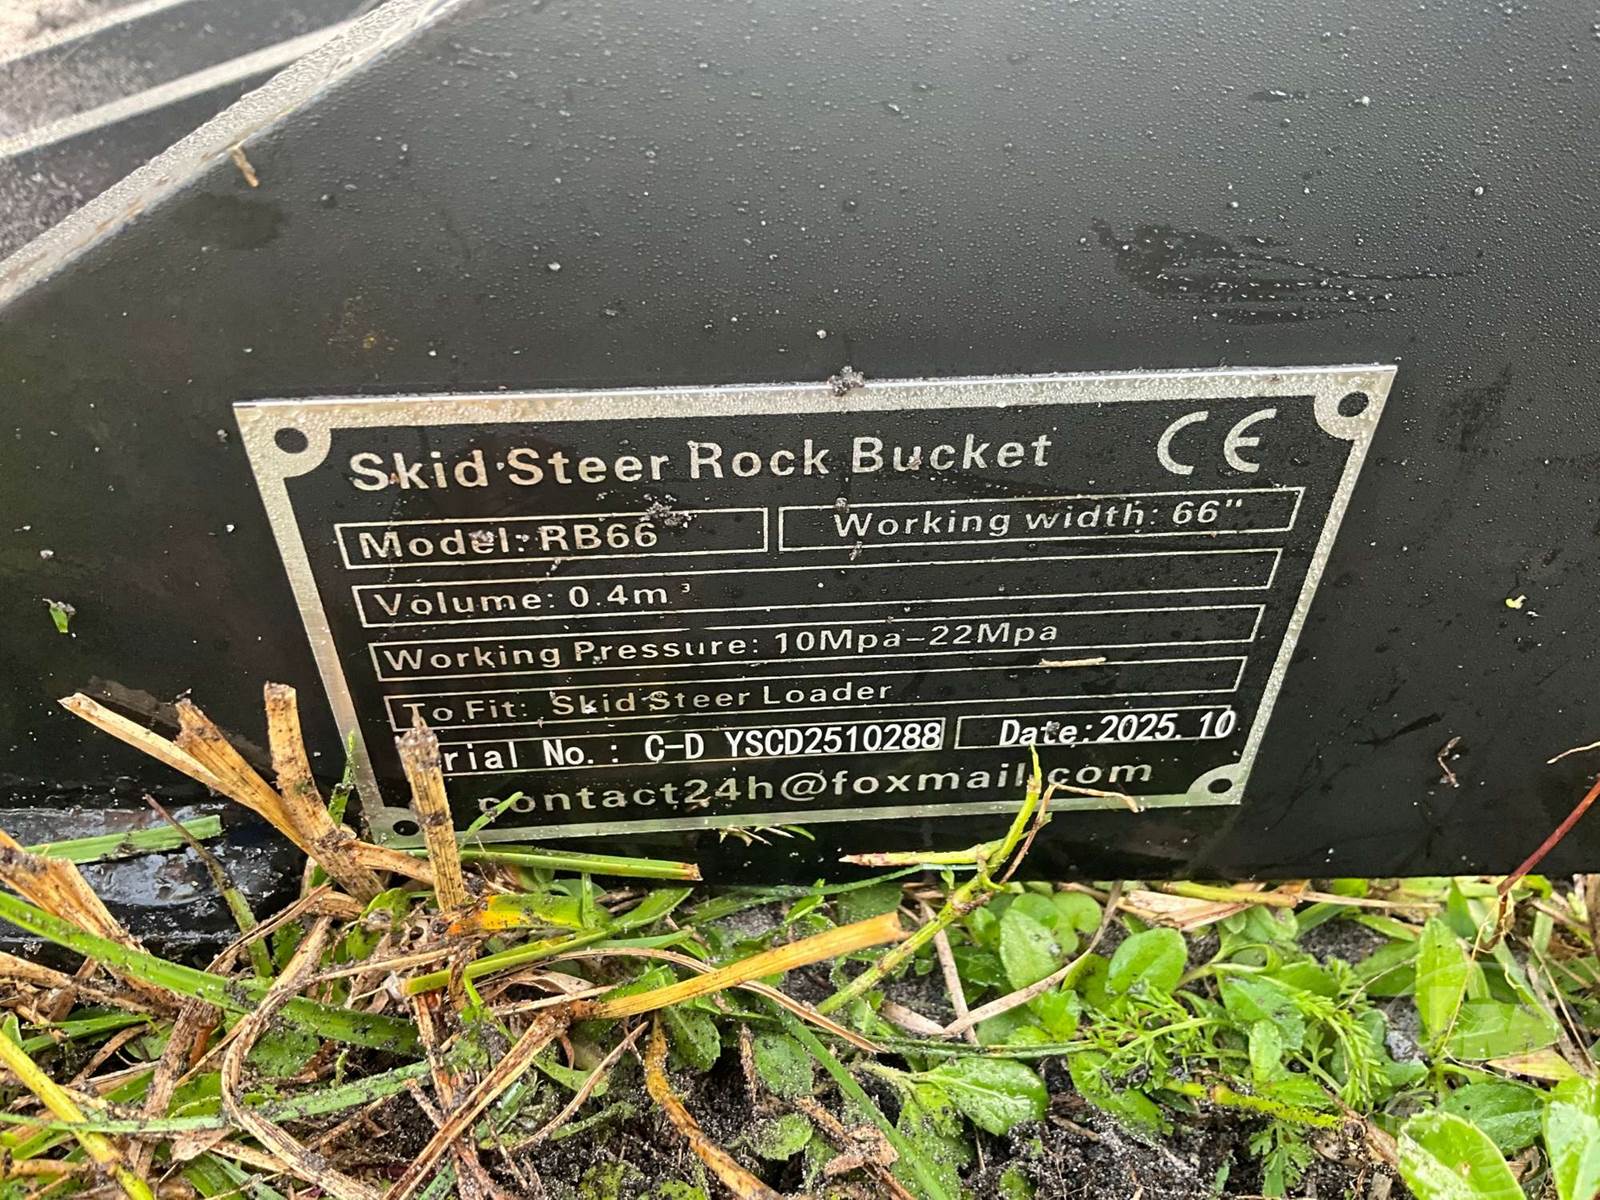 Skid Steer Rock Bucket CE
Model: RB66 Working width: 66"
Volume: 0.4m³
Working Pressure: 10Mpa-22Mpa
To Fit: Skid Steer Loader
No.: C-D YSCD2510288 Date:2025.10
contact24h@foxmail.com